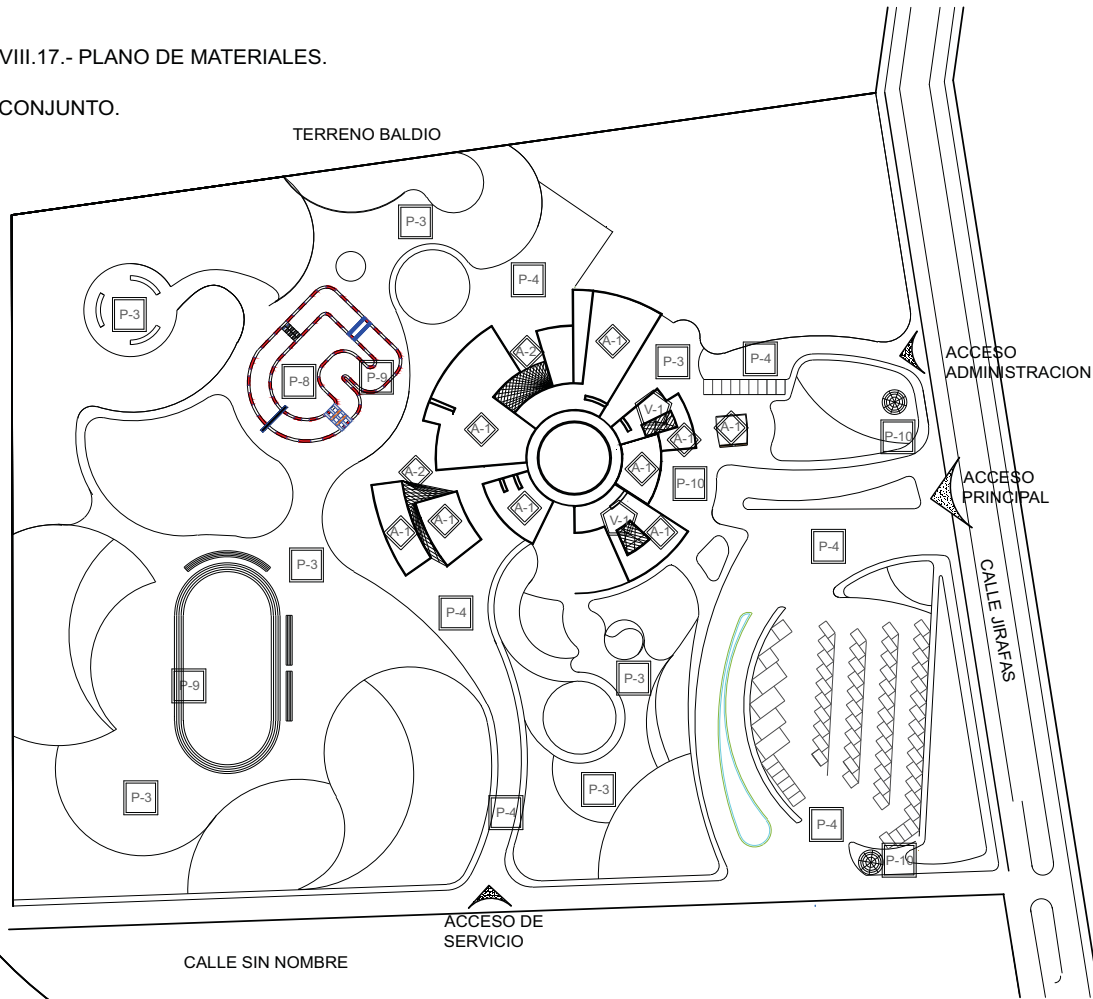 VIII.17.- PLANO DE MATERIALES.
CONJUNTO.
TERRENO BALDIO
P-3
P-4
P-3
A-1
A-2
P-3
P-4
ACCESO
ADMINISTRACION
P-8
P-9
V-1
A-1
A-1
A-1
P-10
A-1
A-2
P-10
ACCESO
PRINCIPAL
A-1
A-1
A-1
V-1
A-1
P-4
P-3
CALLE JIRAFAS
P-4
P-3
P-9
P-3
P-3
P-4
P-4
P-10
ACCESO DE
SERVICIO
CALLE SIN NOMBRE